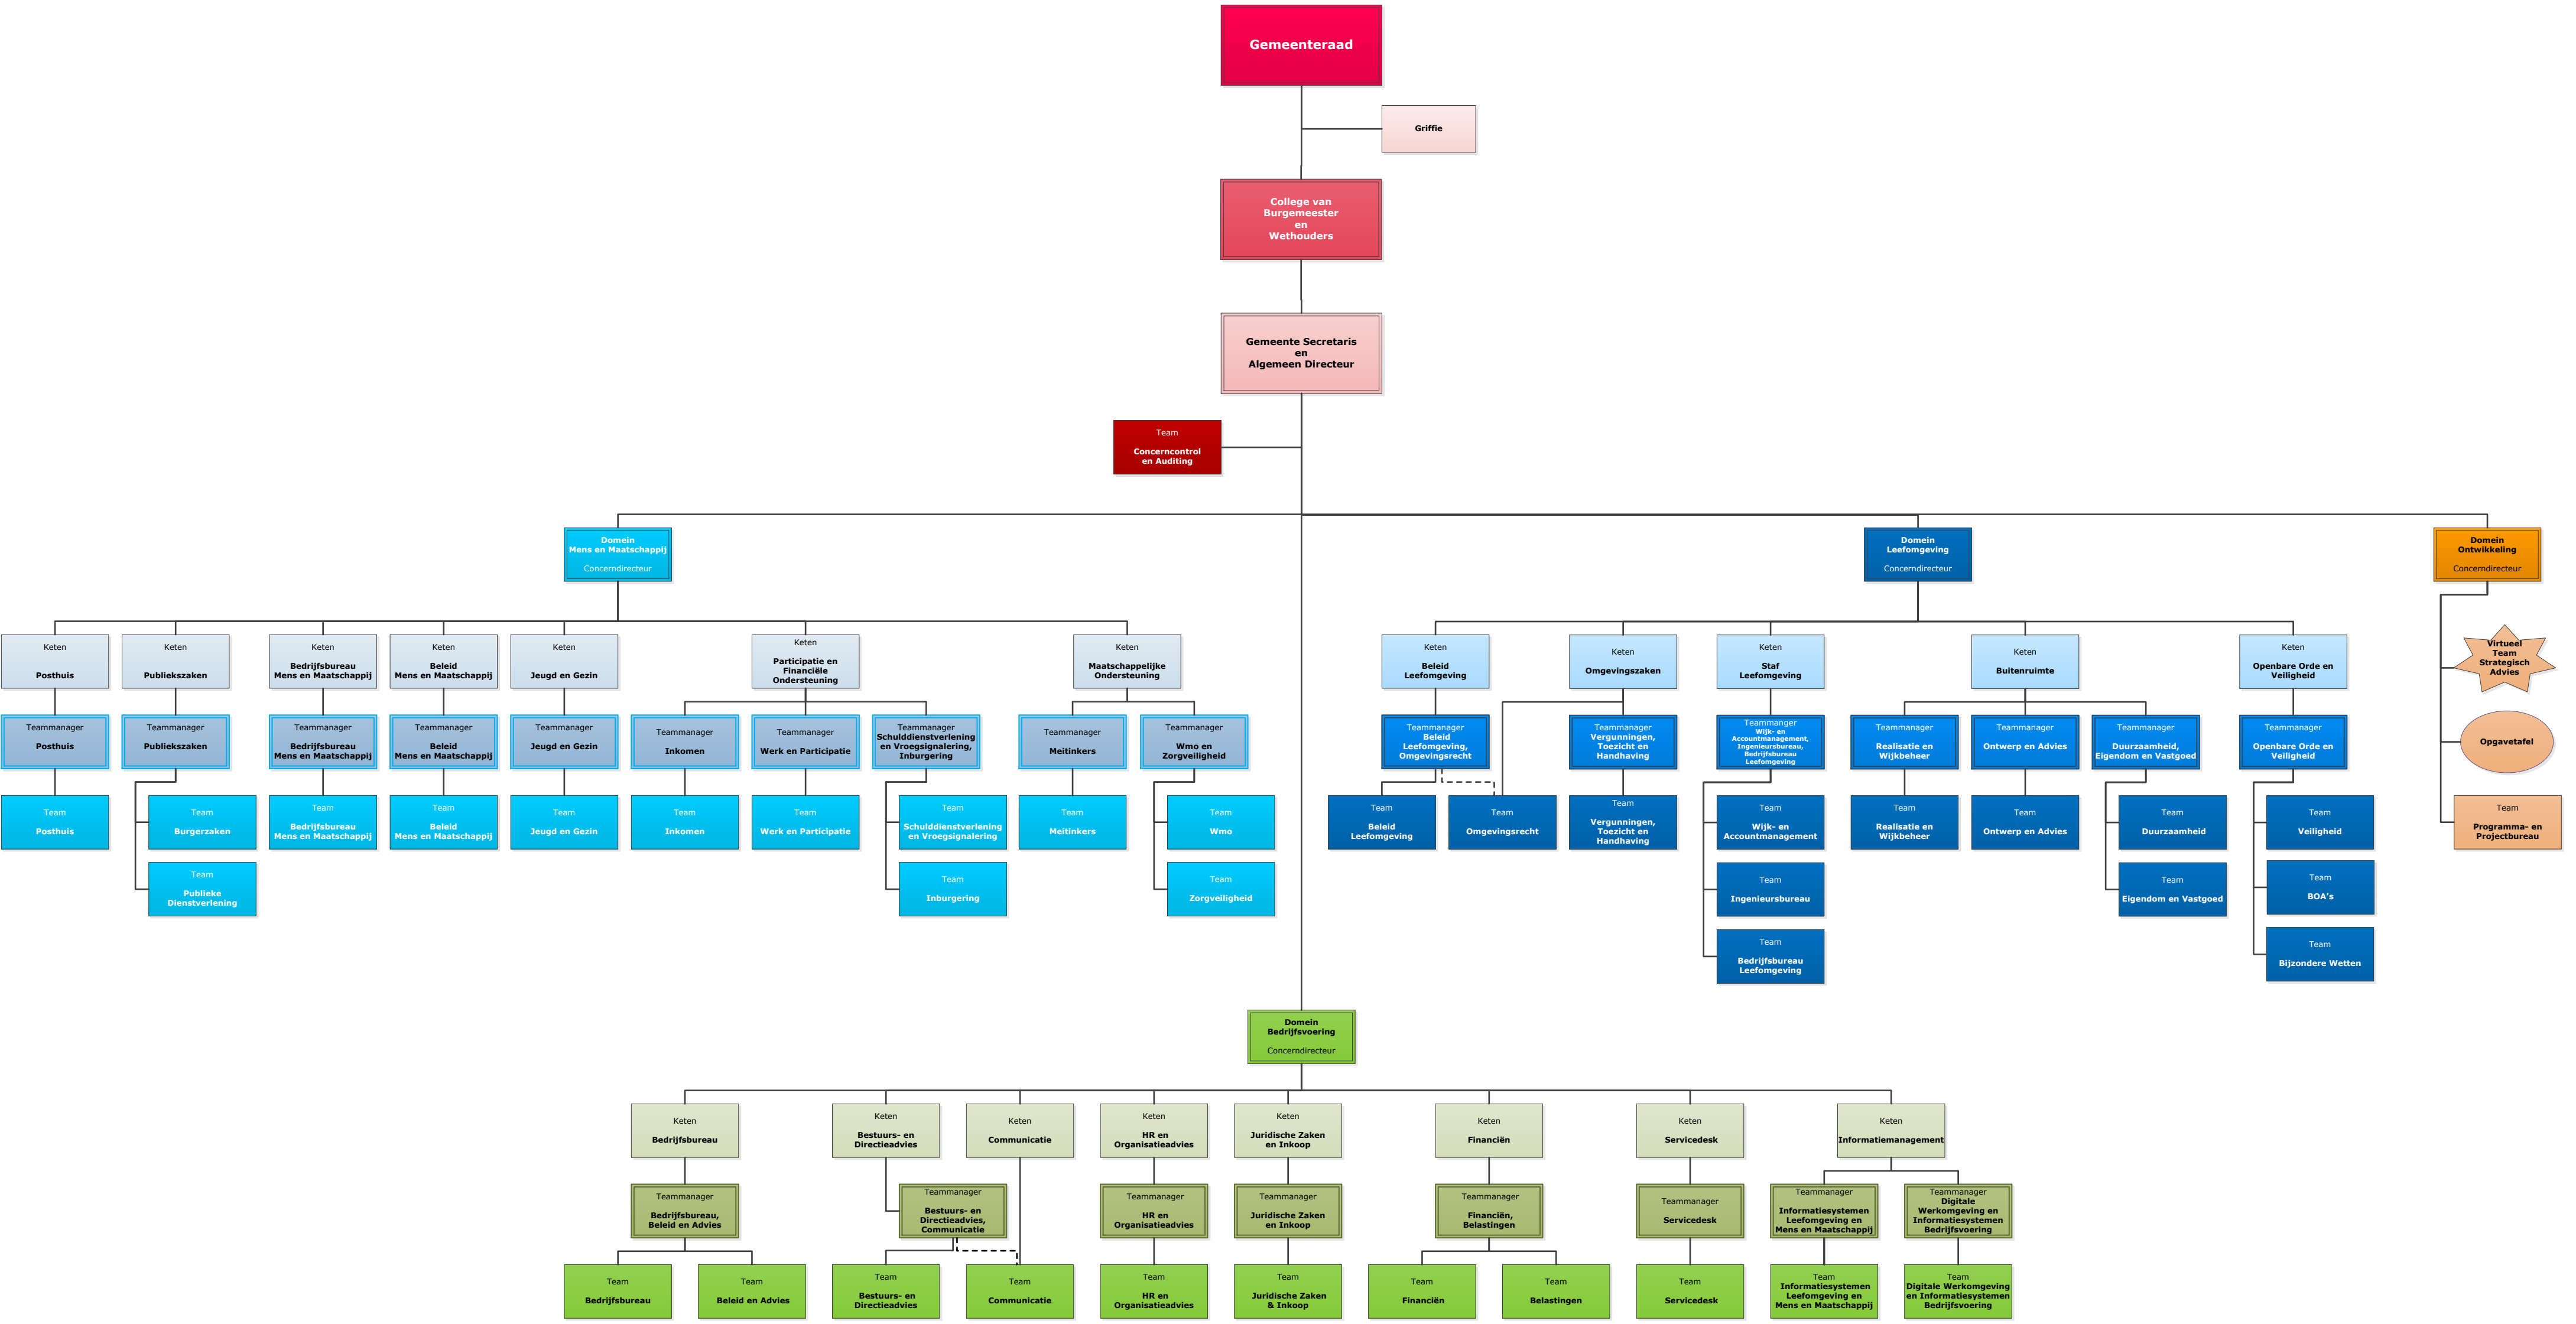 Gemeenteraad
Griffie
College van
Burgemeester
en
Wethouders
Gemeente Secretaris
en
Algemeen Directeur
Team
Concerncontrol
en Auditing
Domein
Mens en Maatschappij
Concerndirecteur
Domein
Leefomgeving
Concerndirecteur
Domein
Ontwikkeling
Concerndirecteur
Keten
Posthuis
Keten
Publiekszaken
Keten
Bedrijfsbureau
Mens en Maatschappij
Keten
Beleid
Mens en Maatschappij
Keten
Jeugd en Gezin
Keten
Participatie en
Financiële
Ondersteuning
Keten
Maatschappelijke
Ondersteuning
Keten
Beleid
Leefomgeving
Keten
Omgevingszaken
Keten
Staf
Leefomgeving
Keten
Buitenruimte
Keten
Openbare Orde en
Veiligheid
Virtueel
Team
Strategisch
Advies
Teammanager
Posthuis
Teammanager
Publiekszaken
Teammanager
Bedrijfsbureau
Mens en Maatschappij
Teammanager
Beleid
Mens en Maatschappij
Teammanager
Jeugd en Gezin
Teammanager
Inkomen
Teammanager
Werk en Participatie
Teammanager
Schulddienstverlening
en Vroegsignalering,
Inburgering
Teammanager
Meitinkers
Teammanager
Wmo en
Zorgveiligheid
Teammanager
Beleid
Leefomgeving,
Omgevingsrecht
Teammanager
Vergunningen,
Toezicht en
Handhaving
Teammanger
Wijk- en
Accountmanagement,
Ingenieursbureau,
Bedrijfsbureau
Leefomgeving
Teammanager
Realisatie en
Wijkbeheer
Teammanager
Ontwerp en Advies
Teammanager
Duurzaamheid,
Eigendom en Vastgoed
Teammanager
Openbare Orde en
Veiligheid
Opgavetafel
Team
Posthuis
Team
Burgerzaken
Team
Bedrijfsbureau
Mens en Maatschappij
Team
Beleid
Mens en Maatschappij
Team
Jeugd en Gezin
Team
Inkomen
Team
Werk en Participatie
Team
Schulddienstverlening
en Vroegsignalering
Team
Meitinkers
Team
Wmo
Team
Beleid
Leefomgeving
Team
Omgevingsrecht
Team
Vergunningen,
Toezicht en
Handhaving
Team
Wijk- en
Accountmanagement
Team
Realisatie en
Wijkbeheer
Team
Ontwerp en Advies
Team
Duurzaamheid
Team
Veiligheid
Team
Programma- en
Projectbureau
Team
Publieke
Dienstverlening
Team
Inburgering
Team
Zorgveiligheid
Team
Ingenieursbureau
Team
Eigendom en Vastgoed
Team
BOA's
Team
Bedrijfsbureau
Leefomgeving
Team
Bijzondere Wetten
Domein
Bedrijfsvoering
Concerndirecteur
Keten
Bedrijfsbureau
Keten
Bestuurs- en
Directieadvies
Keten
Communicatie
Keten
HR en
Organisatieadvies
Keten
Juridische Zaken
en Inkoop
Keten
Financiën
Keten
Servicedesk
Keten
Informatiemanagement
Teammanager
Bedrijfsbureau,
Beleid en Advies
Teammanager
Bestuurs- en
Directieadvies,
Communicatie
Teammanager
HR en
Organisatieadvies
Teammanager
Juridische Zaken
en Inkoop
Teammanager
Financiën,
Belastingen
Teammanager
Servicedesk
Teammanager
Informatiesystemen
Leefomgeving en
Mens en Maatschappij
Teammanager
Digitale
Werkomgeving en
Informatiesystemen
Bedrijfsvoering
Team
Bedrijfsbureau
Team
Beleid en Advies
Team
Bestuurs- en
Directieadvies
Team
Communicatie
Team
HR en
Organisatieadvies
Team
Juridische Zaken
& Inkoop
Team
Financiën
Team
Belastingen
Team
Servicedesk
Team
Informatiesystemen
Leefomgeving en
Mens en Maatschappij
Team
Digitale Werkomgeving
en Informatiesystemen
Bedrijfsvoering